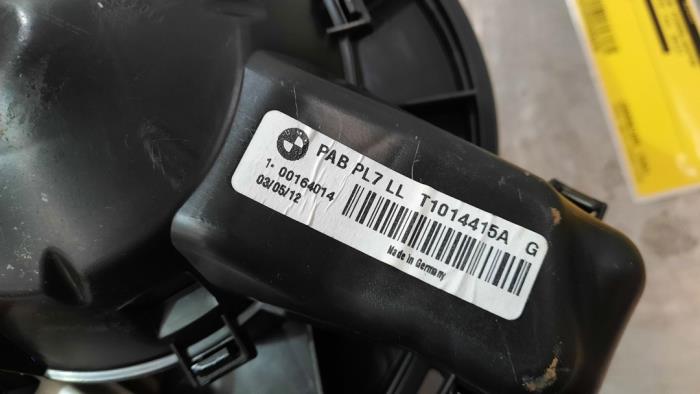 PAB PL7 LL T1014415A G
1- 00164014
03/05/12
Made in Germany